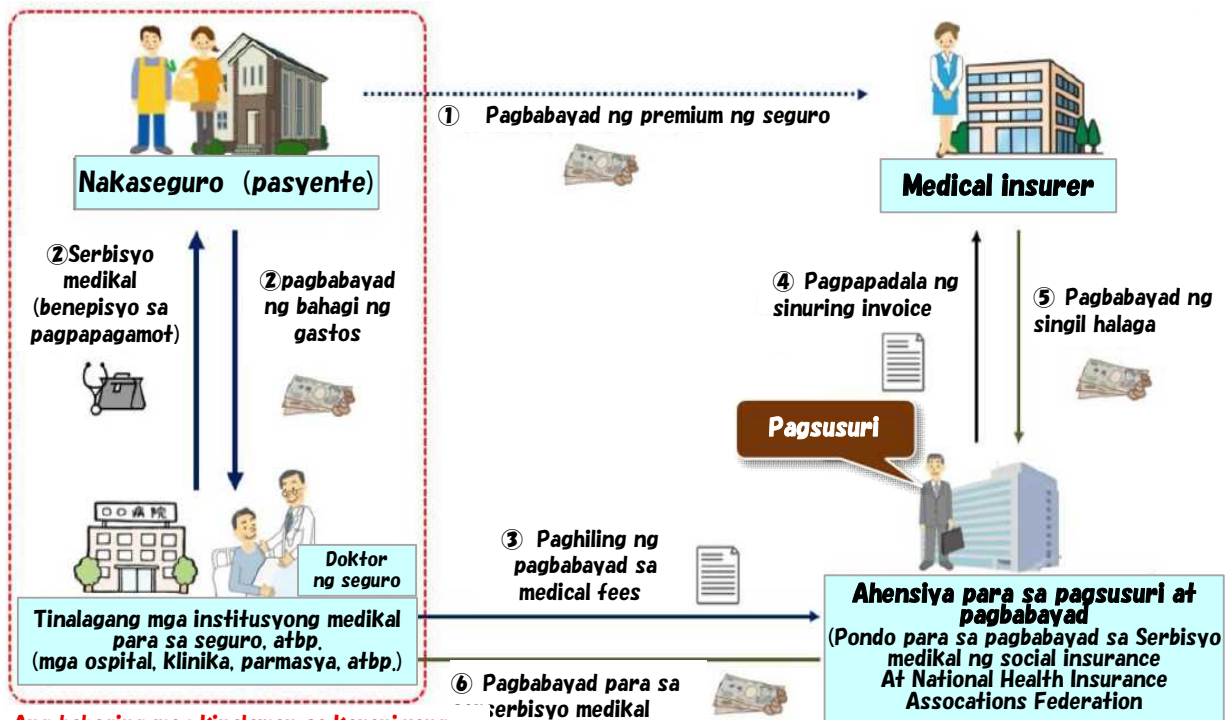 ① Pagbabayad ng premium ng seguro
Nakaseguro (pasyente)
Medical insurer
②Serbisyo
medikal
(benepisyo sa
pagpapagamot)
②pagbabayad
ng bahagi ng
gastos
④ Pagpapadala ng
sinuring invoice
⑤ Pagbabayad ng
singil halaga
Pagsusuri
○○病院
Doktor
ng seguro
③ Paghiling ng
pagbabayad sa
medical fees
Tinalagang mga institusyong medikal
para sa seguro, atbp.
(mga ospital, klinika, parmasya, atbp.)
Ahensiya para sa pagsusuri at
pagbabayad
(Pondo para sa pagbabayad sa Serbisyo
medikal ng social insurance
At National Health Insurance
Assocations Federation
⑥ Pagbabayad para sa
serbisyo medikal